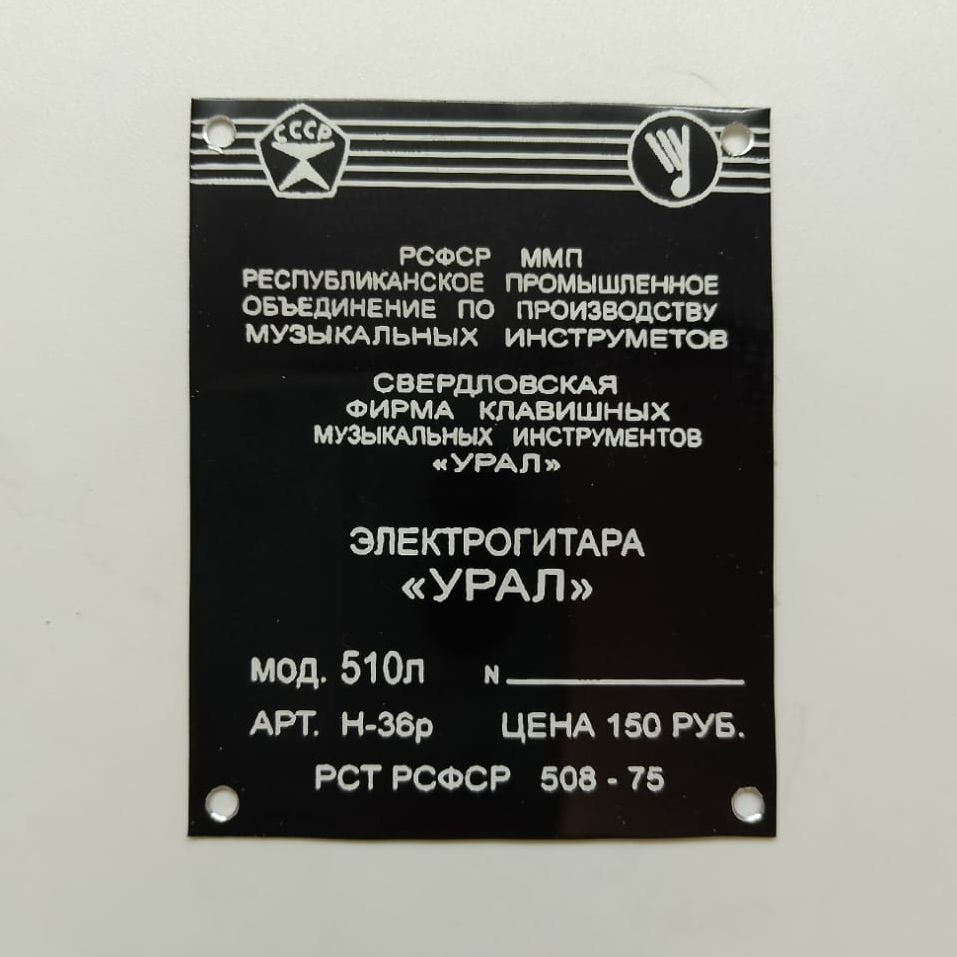 СССР
РСФСР ММП
РЕСПУБЛИКАНСКОЕ ПРОМЫШЛЕННОЕ
ОБЪЕДИНЕНИЕ ПО ПРОИЗВОДСТВУ
МУЗЫКАЛЬНЫХ ИНСТРУМЕТОВ
СВЕРДЛОВСКАЯ
ФИРМА КЛАВИШНЫХ
МУЗЫКАЛЬНЫХ ИНСТРУМЕНТОВ
«УРАЛ»
ЭЛЕКТРОГИТАРА
«УРАЛ»
МОД. 510Л N
АРТ. Н-36р ЦЕНА 150 РУБ.
РСТ РСФСР 508 - 75